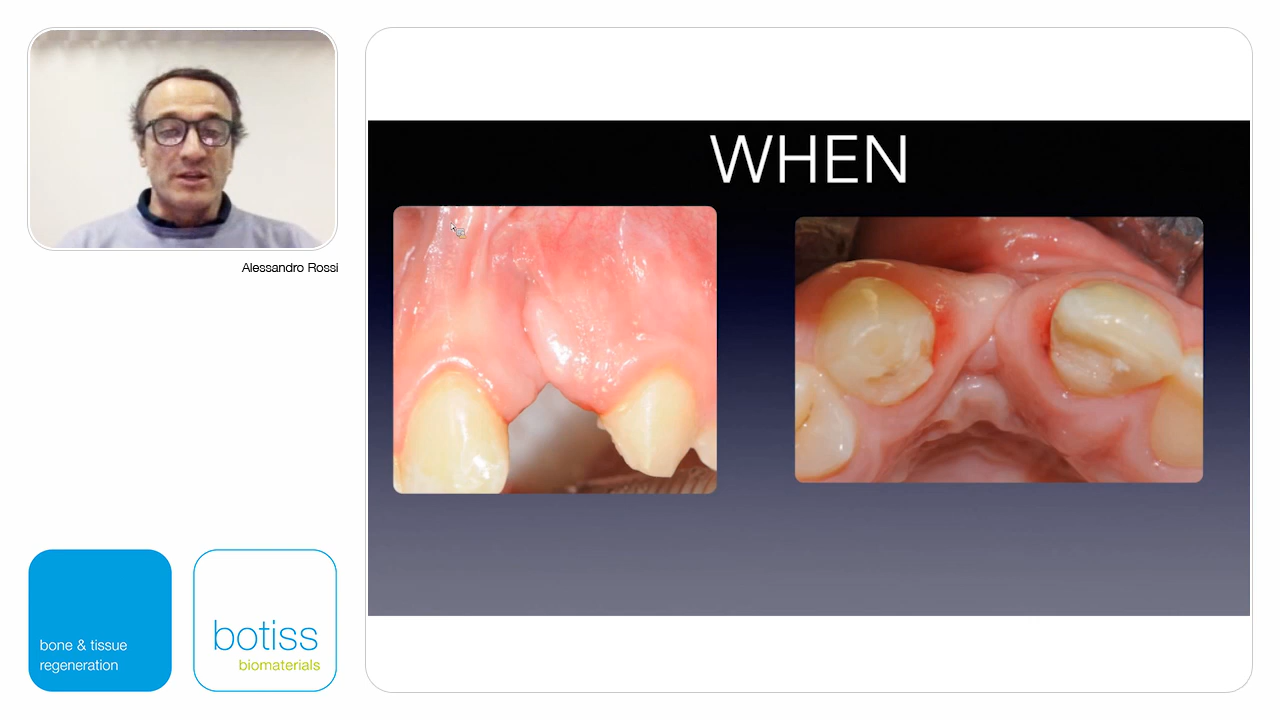 WHEN
Alessandro Rossi
bone & tissue
regeneration
botiss
biomaterials